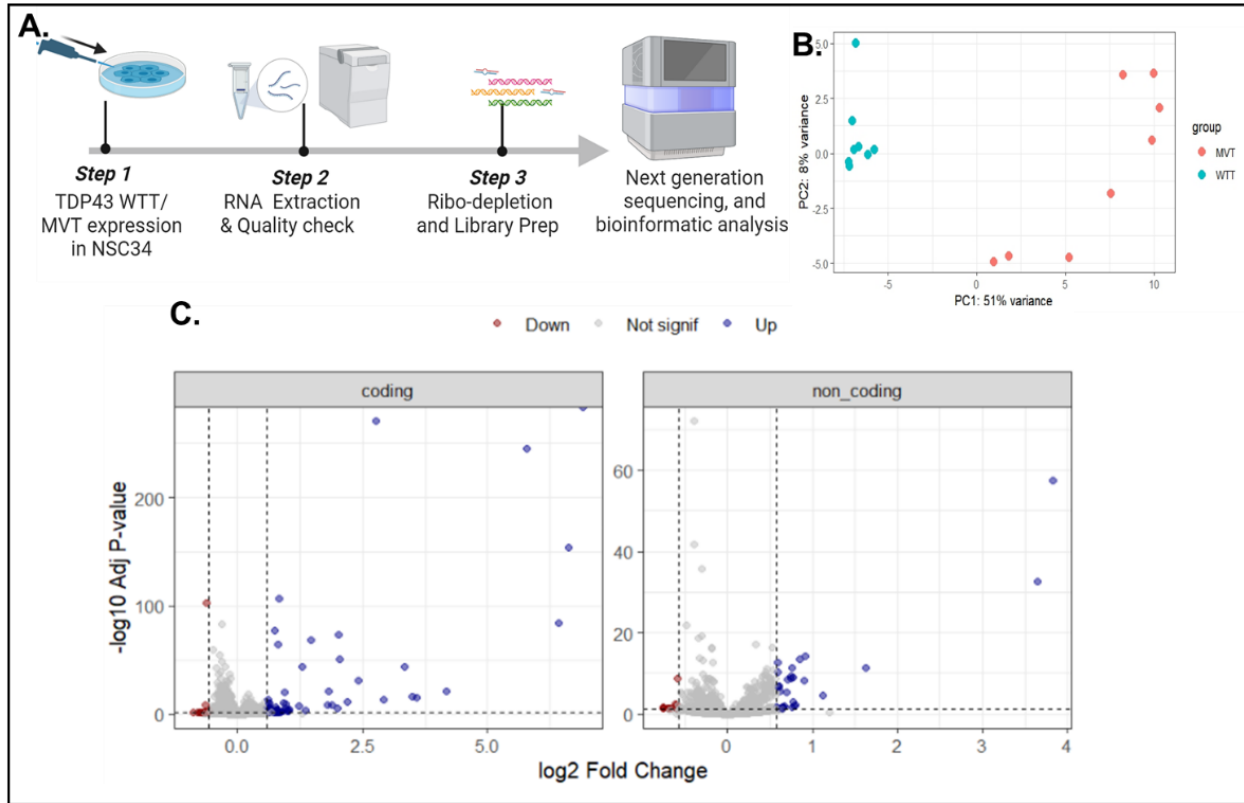 A.
Step 1
TDP43 WTT/
MVT expression
in NSC34
Step 2
RNA Extraction
& Quality check
Step 3
Ribo-depletion
and Library Prep
Next generation
sequencing, and
bioinformatic analysis
B.
PC2: 8% variance
5.0
2.5
0.0
-2.5
-5.0
-5
0
5
10
PC1: 51% variance
group
MVT
WTT
C.
Down
Not signif
Up
coding
non_coding
-log10 Adj P-value
200
100
0
0.0
2.5
5.0
60
40
20
0
0
1
2
3
4
log2 Fold Change